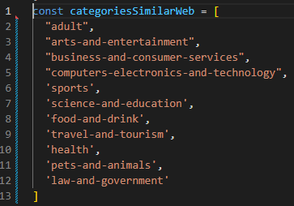 1 const categoriesSimilarWeb = [
2 "adult",
3 "arts-and-entertainment",
4 "business-and-consumer-services",
5 "computers-electronics-and-technology",
6 'sports',
7 'science-and-education',
8 'food-and-drink',
9 'travel-and-tourism',
10 'health',
11 'pets-and-animals',
12 'law-and-government'
13 ]